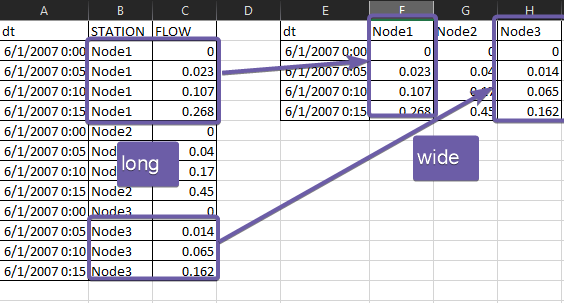 A B C D E F G H
dt STATION FLOW dt Node1 Node2 Node3
6/1/2007 0:00 Node1 0 6/1/2007 0:00 0 0 0
6/1/2007 0:05 Node1 0.023 6/1/2007 0:05 0.023 0.04 0.014
6/1/2007 0:10 Node1 0.107 6/1/2007 0:10 0.107 0.065
6/1/2007 0:15 Node1 0.268 6/1/2007 0:15 0.268 0.45 0.162
6/1/2007 0:00 Node2 0
6/1/2007 0:05 0.04
6/1/2007 0:10 0.17
6/1/2007 0:15 Node2 0.45
6/1/2007 0:00 Node3 0
6/1/2007 0:05 Node3 0.014
6/1/2007 0:10 Node3 0.065
6/1/2007 0:15 Node3 0.162
long
wide